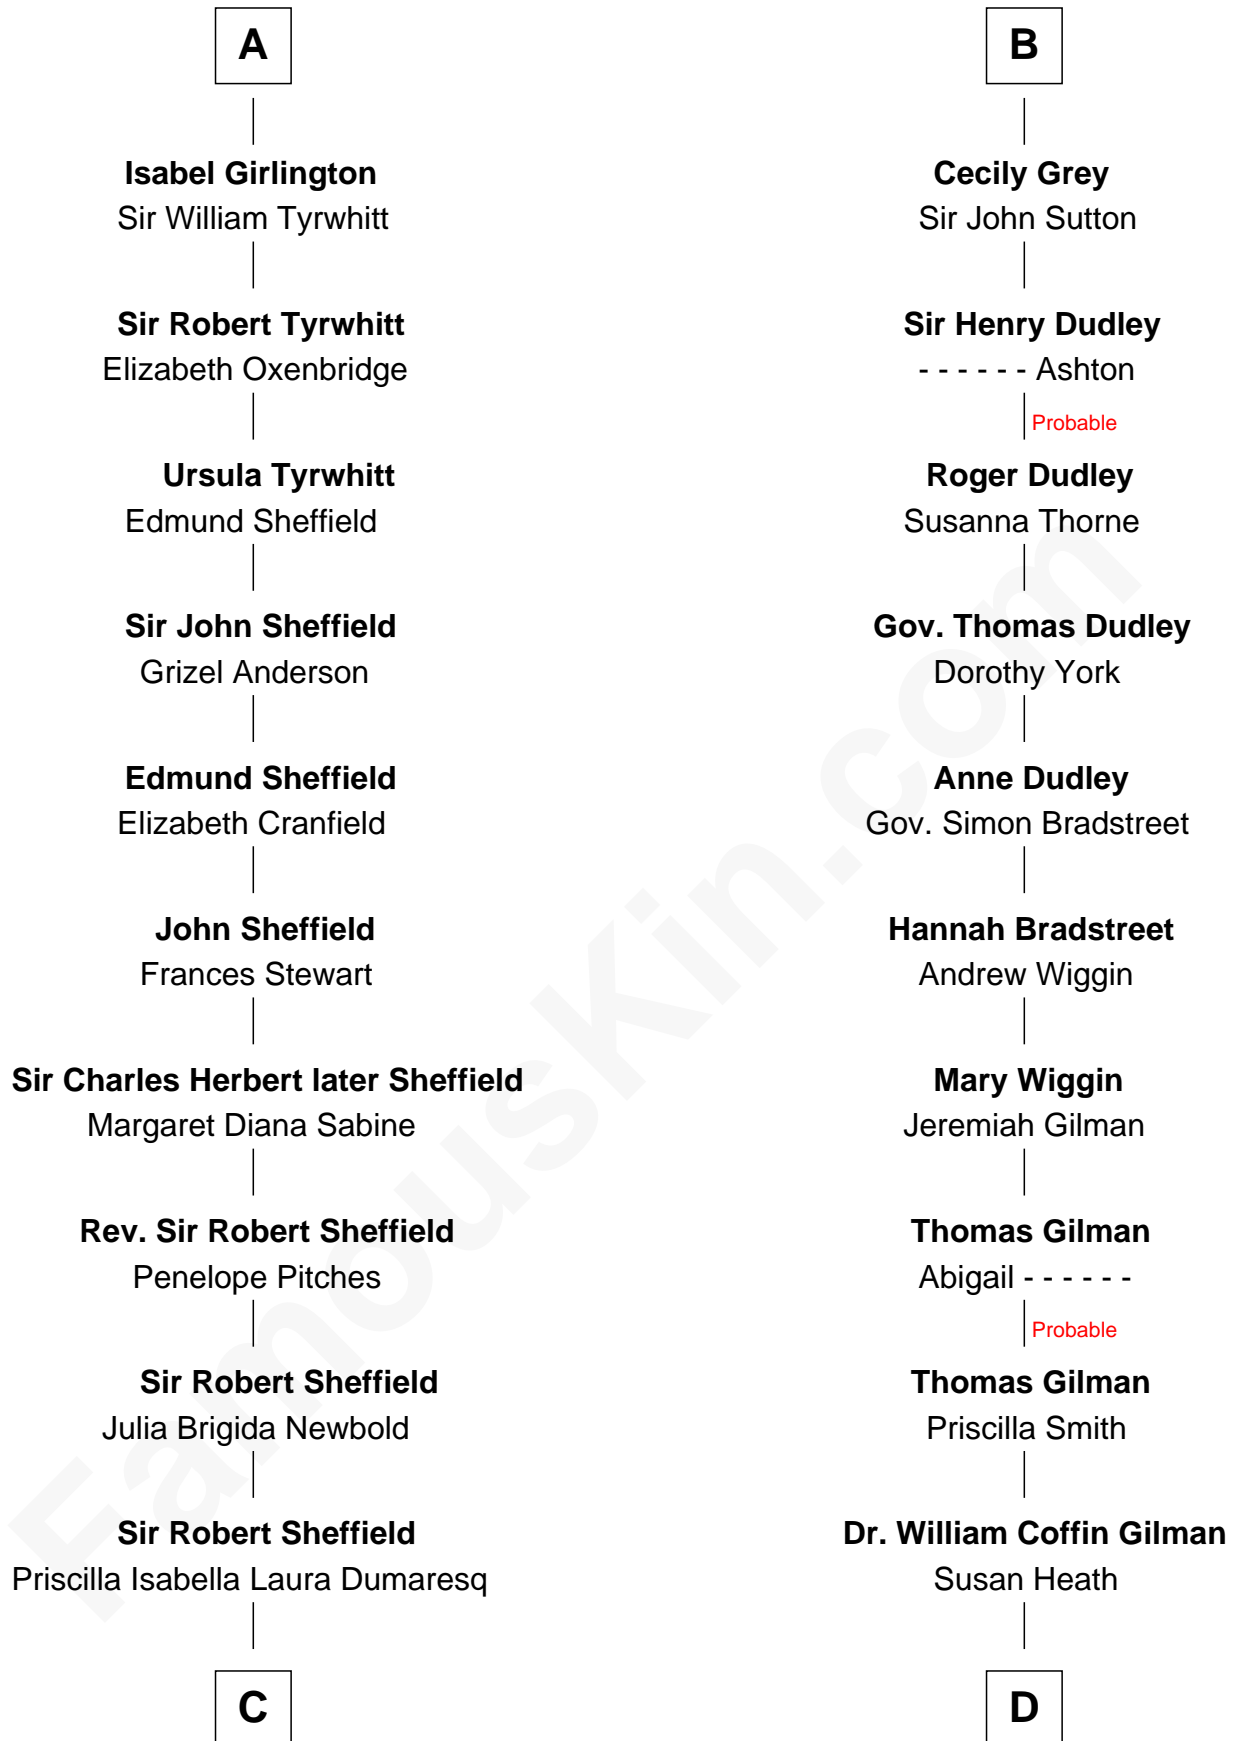 A
Isabel Girlington
Sir William Tyrwhitt
Sir Robert Tyrwhitt
Elizabeth Oxenbridge
Ursula Tyrwhitt
Edmund Sheffield
Sir John Sheffield
Grizel Anderson
Edmund Sheffield
Elizabeth Cranfield
John Sheffield
Frances Stewart
Sir Charles Herbert later Sheffield
Margaret Diana Sabine
Rev. Sir Robert Sheffield
Penelope Pitches
Sir Robert Sheffield
Julia Brigida Newbold
Sir Robert Sheffield
Priscilla Isabella Laura Dumaresq
C
B
Cecily Grey
Sir John Sutton
Sir Henry Dudley
- - - - - - Ashton
Probable
Roger Dudley
Susanna Thorne
Gov. Thomas Dudley
Dorothy York
Anne Dudley
Gov. Simon Bradstreet
Hannah Bradstreet
Andrew Wiggin
Mary Wiggin
Jeremiah Gilman
Thomas Gilman
Abigail - - - - - -
Probable
Thomas Gilman
Priscilla Smith
Dr. William Coffin Gilman
Susan Heath
D
FamousKin.com